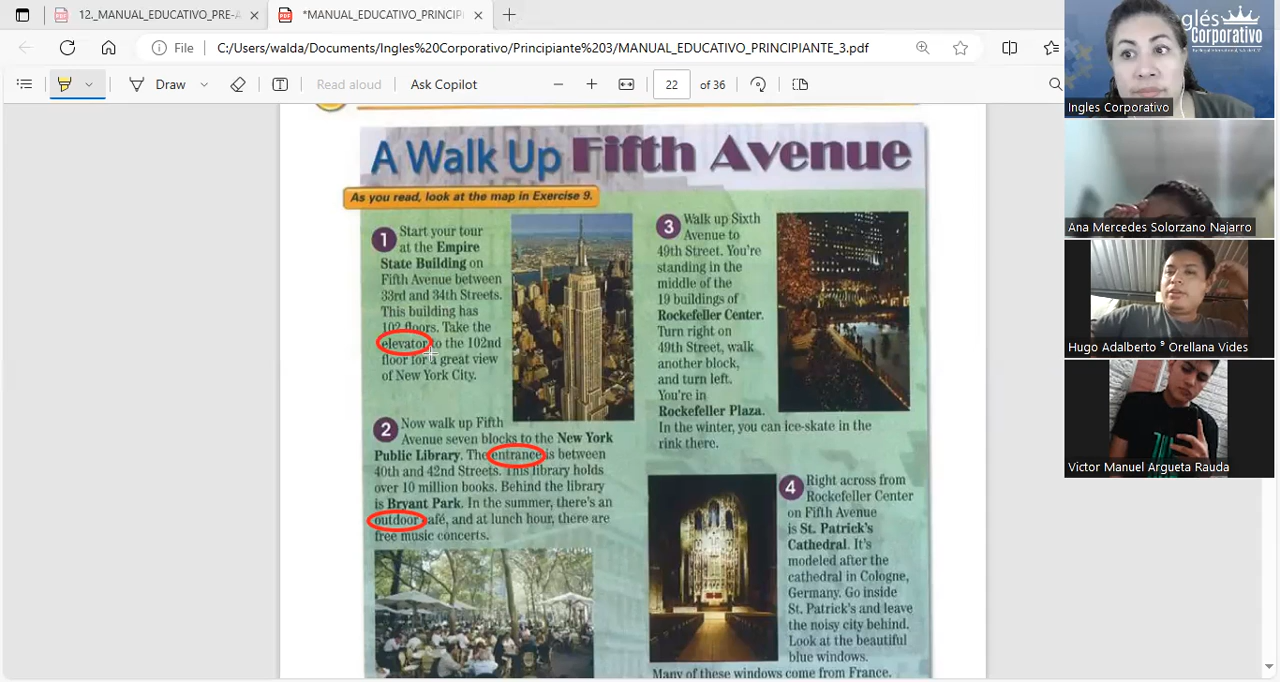 12._MANUAL_EDUCATIVO_PRE-A
*MANUAL_EDUCATIVO_PRINCIPI
File
C:/Users/walda/Documents/Ingles%20Corporativo/Principiante%203/MANUAL_EDUCATIVO_PRINCIPIANTE_3.pdf
Draw
Read aloud
Ask Copilot
22
of 36
A Walk Up Fifth Avenue
As you read, look at the map in Exercise 9.
1 Start your tour
at the Empire
State Building on
Fifth Avenue between
33rd and 34th Streets.
This building has
102 floors. Take the
elevator to the 102nd
floor for a great view
of New York City.
2 Now walk up Fifth
Avenue seven blocks to the New York
Public Library. The entrance is between
40th and 42nd Streets. This library holds
over 10 million books. Behind the library
is Bryant Park. In the summer, there's an
outdoor café, and at lunch hour, there are
free music concerts.
3 Walk up Sixth
Avenue to
49th Street. You're
standing in the
middle of the
19 buildings of
Rockefeller Center.
Turn right on
49th Street, walk
another block,
and turn left.
You're in
Rockefeller Plaza.
In the winter, you can ice-skate in the
rink there.
4 Right across from
Rockefeller Center
on Fifth Avenue
is St. Patrick's
Cathedral. It's
modeled after the
cathedral in Cologne,
Germany. Go inside
St. Patrick's and leave
the noisy city behind.
Look at the beautiful
blue windows.
Many of these windows come from France.
glés
Corporativo
Ingles Corporativo
Ana Mercedes Solorzano Najarro
Hugo Adalberto ª Orellana Vides
Victor Manuel Argueta Rauda